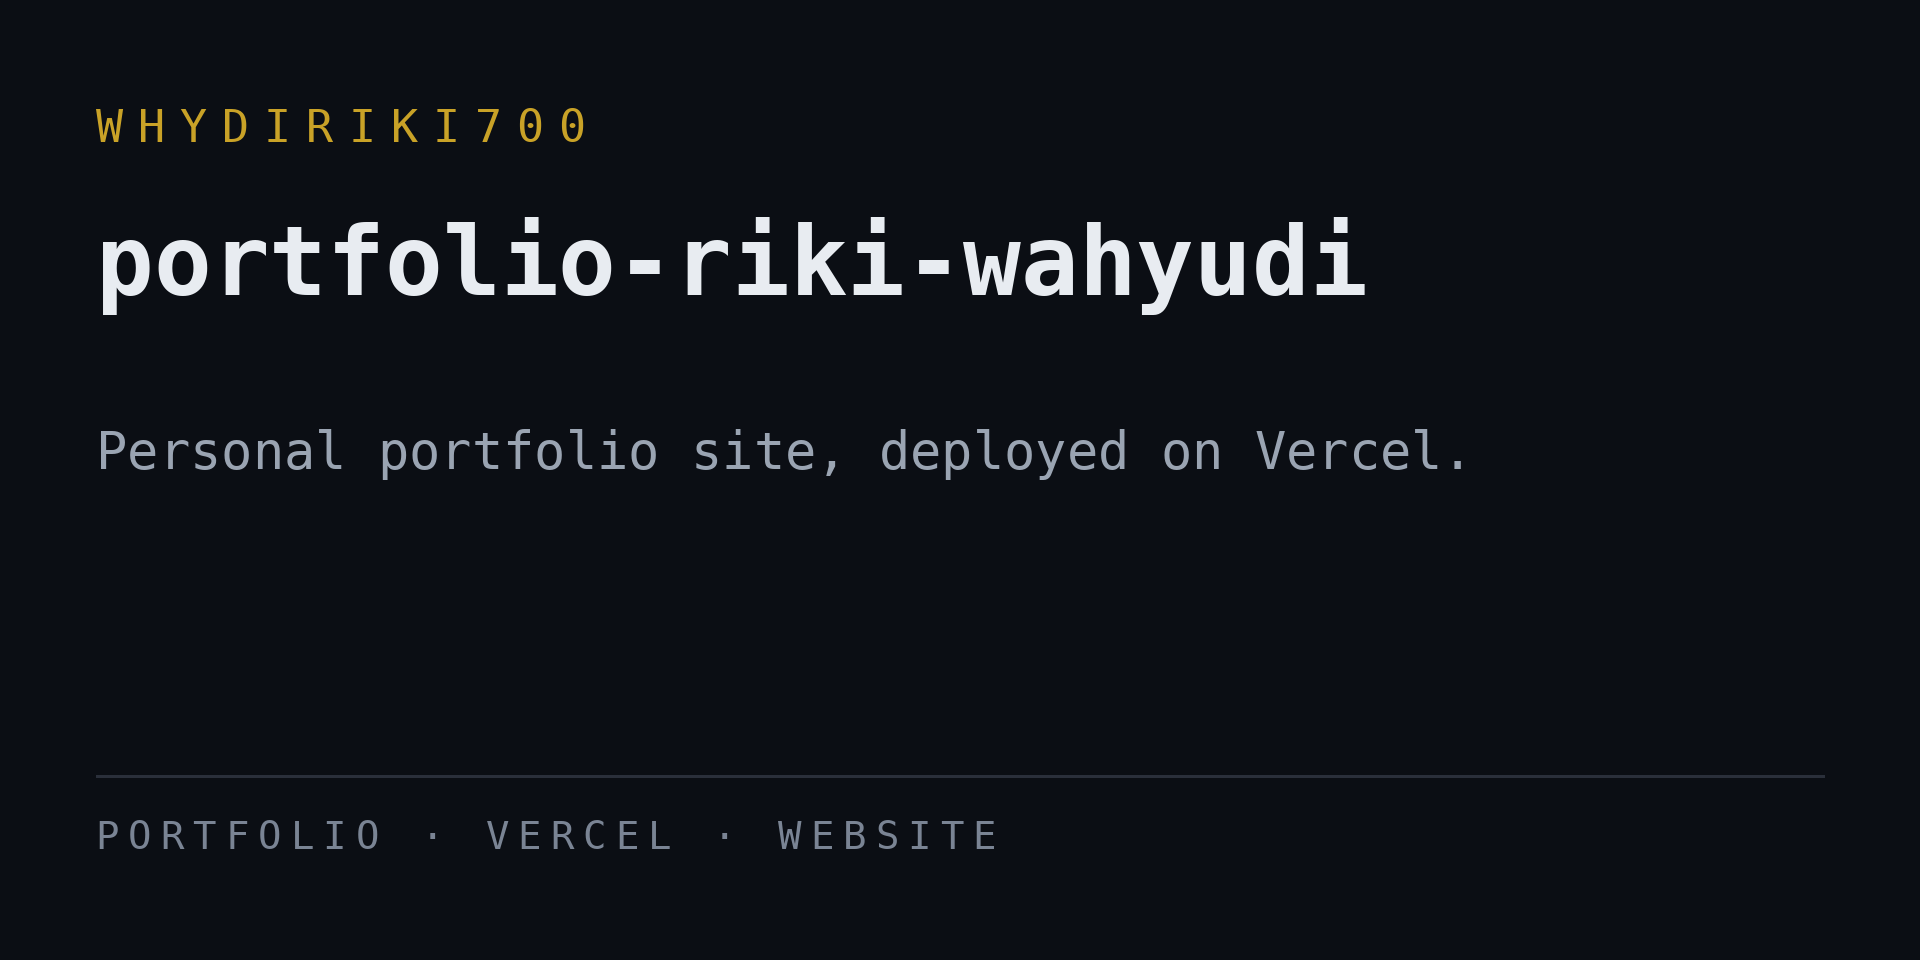 WHYDIRIKI700
portfolio-riki-wahyudi
Personal portfolio site, deployed on Vercel.
PORTFOLIO · VERCEL · WEBSITE